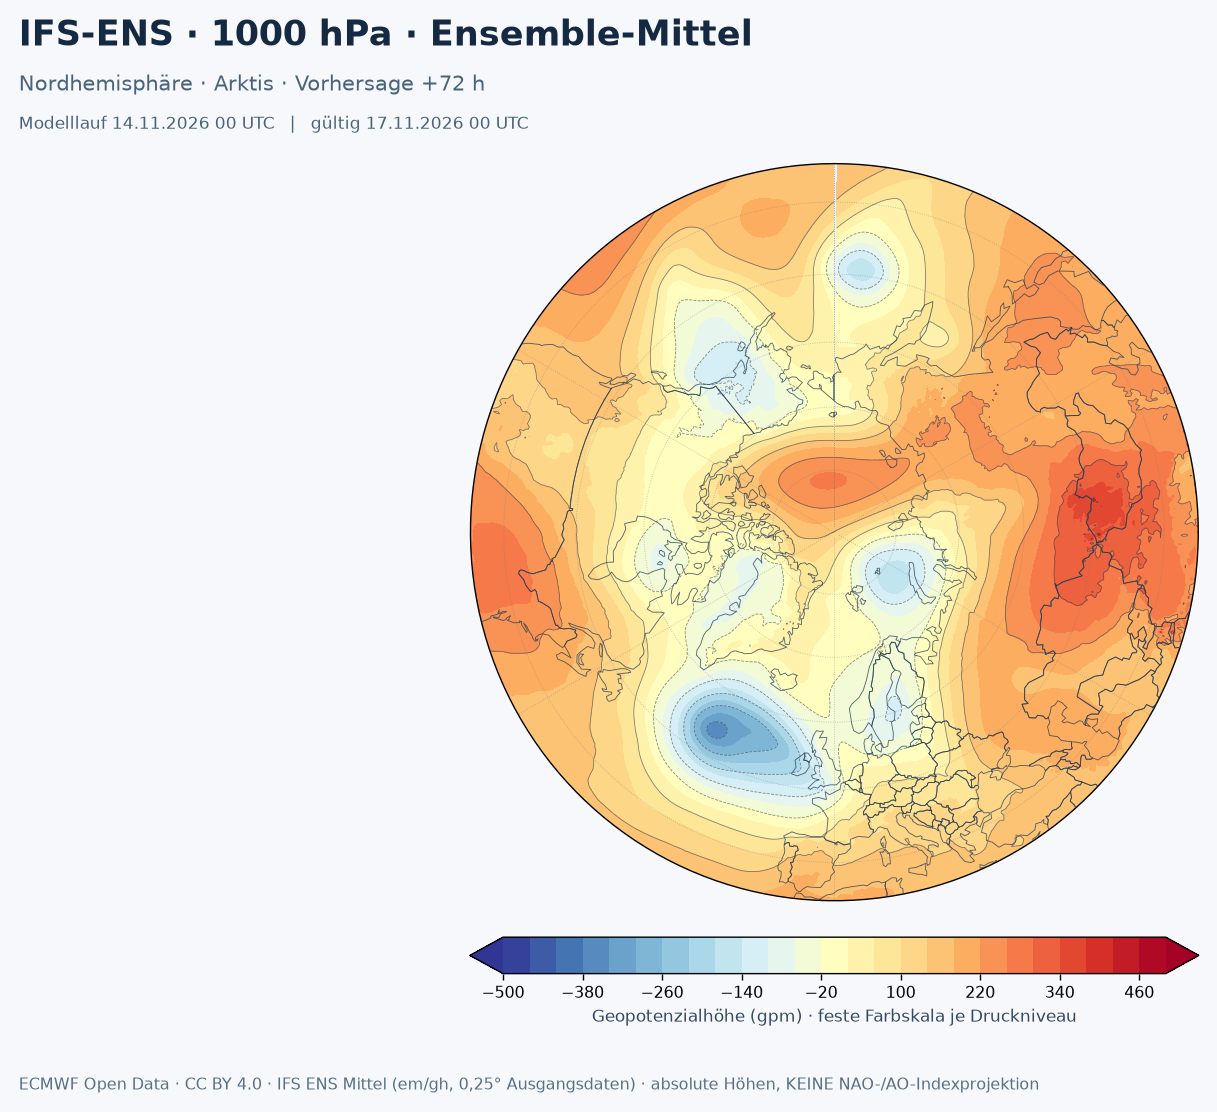 IFS-ENS · 1000 hPa · Ensemble-Mittel
Nordhemisphäre · Arktis · Vorhersage +72 h
Modelllauf 14.11.2026 00 UTC | gültig 17.11.2026 00 UTC
−500 −380 −260 −140 −20 100 220 340 460
Geopotenzialhöhe (gpm) · feste Farbskala je Druckniveau
ECMWF Open Data · CC BY 4.0 · IFS ENS Mittel (em/gh, 0,25° Ausgangsdaten) · absolute Höhen, KEINE NAO-/AO-Indexprojektion